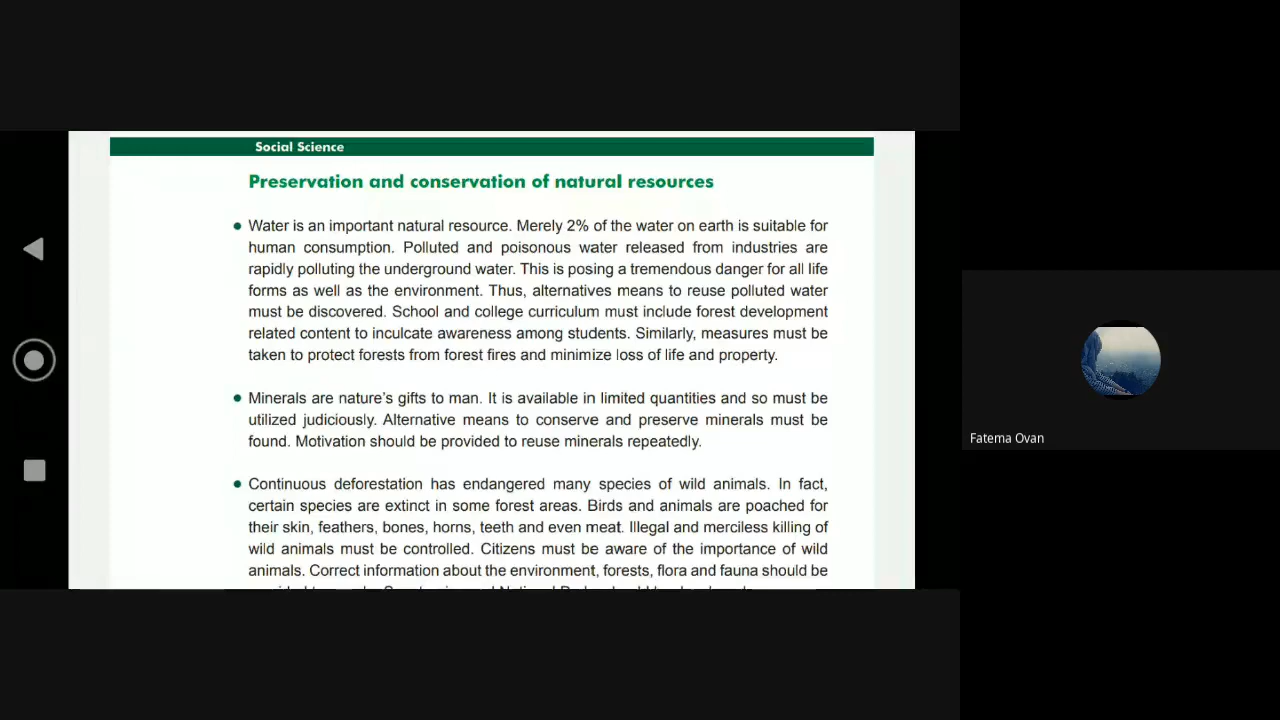 Social Science
Preservation and conservation of natural resources
Water is an important natural resource. Merely 2% of the water on earth is suitable for
human consumption. Polluted and poisonous water released from industries are
rapidly polluting the underground water. This is posing a tremendous danger for all life
forms as well as the environment. Thus, alternatives means to reuse polluted water
must be discovered. School and college curriculum must include forest development
related content to inculcate awareness among students. Similarly, measures must be
taken to protect forests from forest fires and minimize loss of life and property.
Minerals are nature's gifts to man. It is available in limited quantities and so must be
utilized judiciously. Alternative means to conserve and preserve minerals must be
found. Motivation should be provided to reuse minerals repeatedly.
Continuous deforestation has endangered many species of wild animals. In fact,
certain species are extinct in some forest areas. Birds and animals are poached for
their skin, feathers, bones, horns, teeth and even meat. Illegal and merciless killing of
wild animals must be controlled. Citizens must be aware of the importance of wild
animals. Correct information about the environment, forests, flora and fauna should be
Fatema Ovan